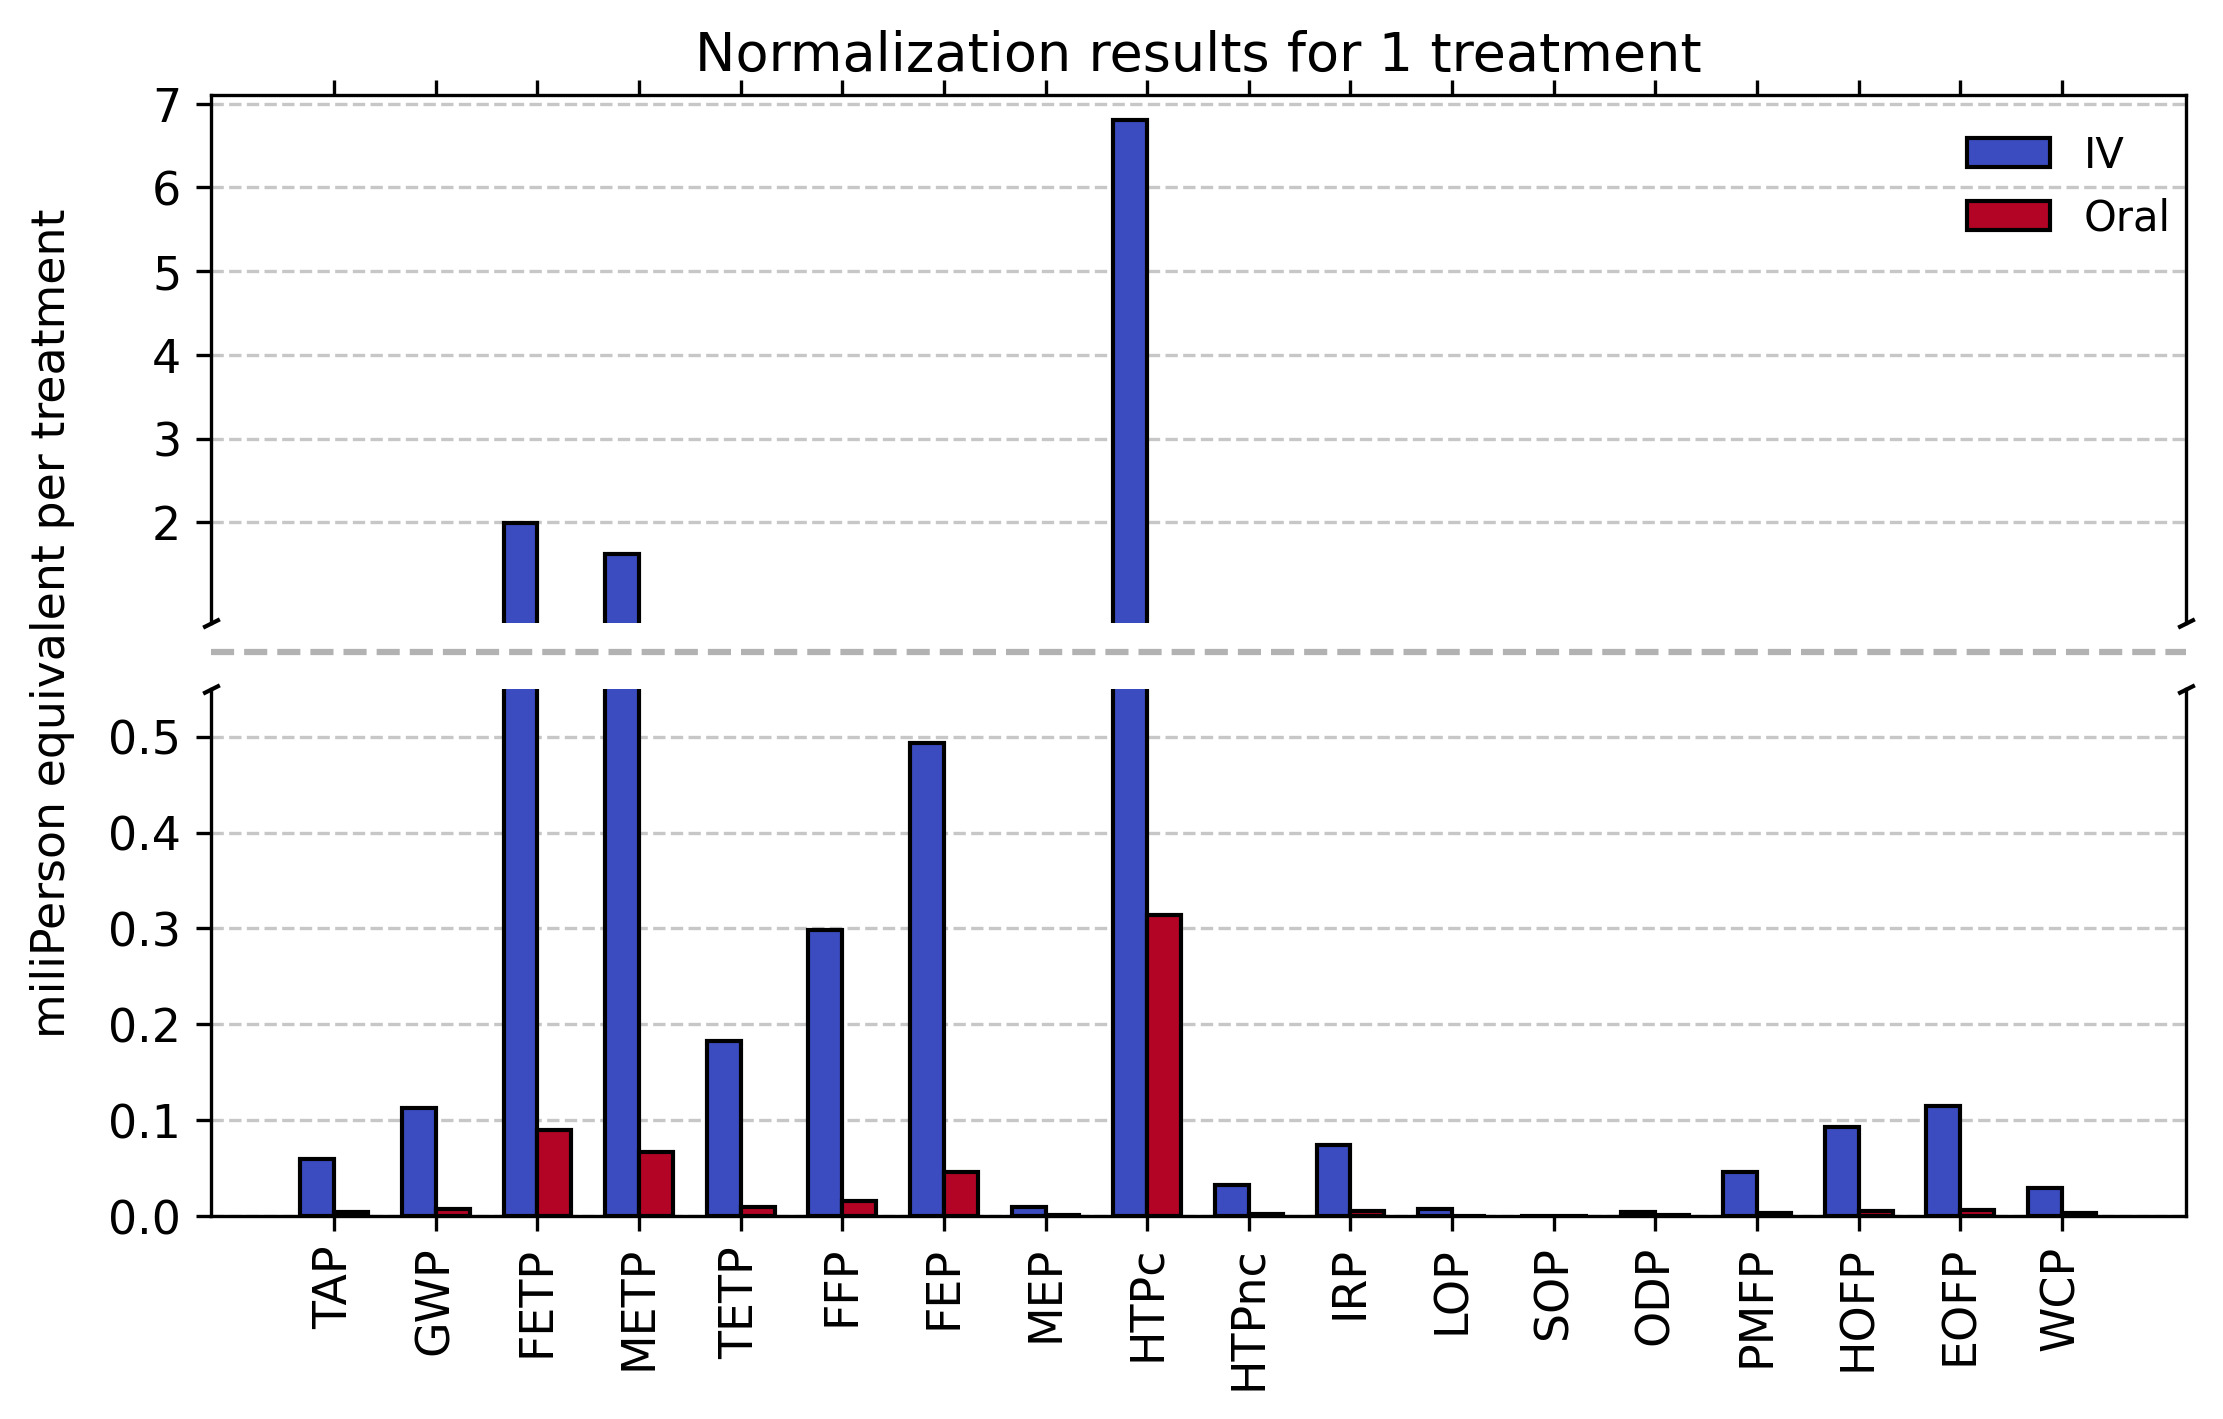 Normalization results for 1 treatment
miliPerson equivalent per treatment
7
6
5
4
3
2
0.5
0.4
0.3
0.2
0.1
0.0
IV
Oral
TAP
GWP
FETP
METP
TETP
FFP
FEP
MEP
HTPc
HTPnc
IRP
LOP
SOP
ODP
PMFP
HOFP
EOFP
WCP